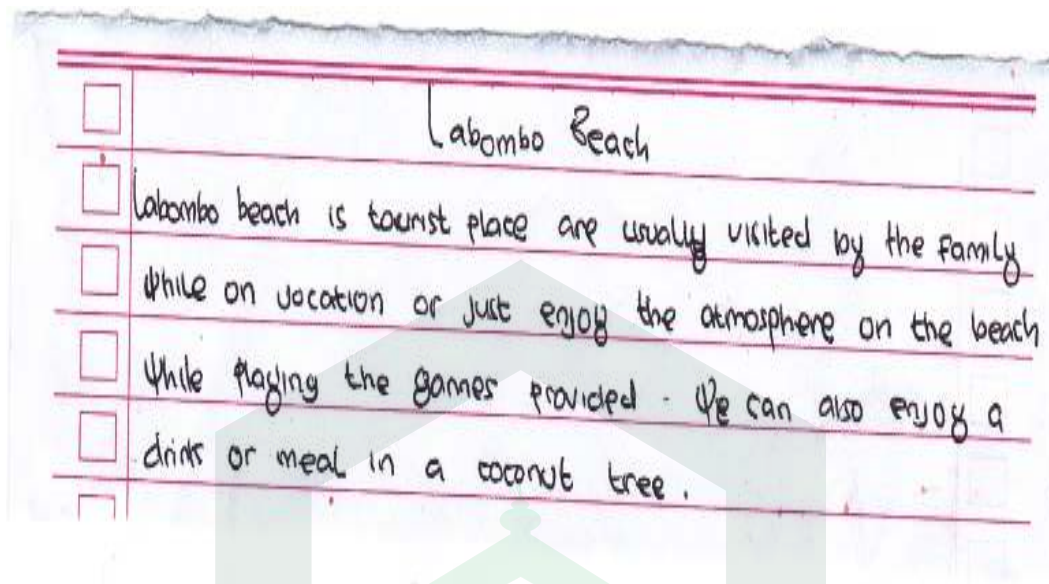 Labombo Beach
Labombo beach is tourist place are usually visited by the family
While on vocation or just enjoy the atmosphere on the beach
While playing the games provided. We can also enjoy a
drink or meal in a coconut tree.